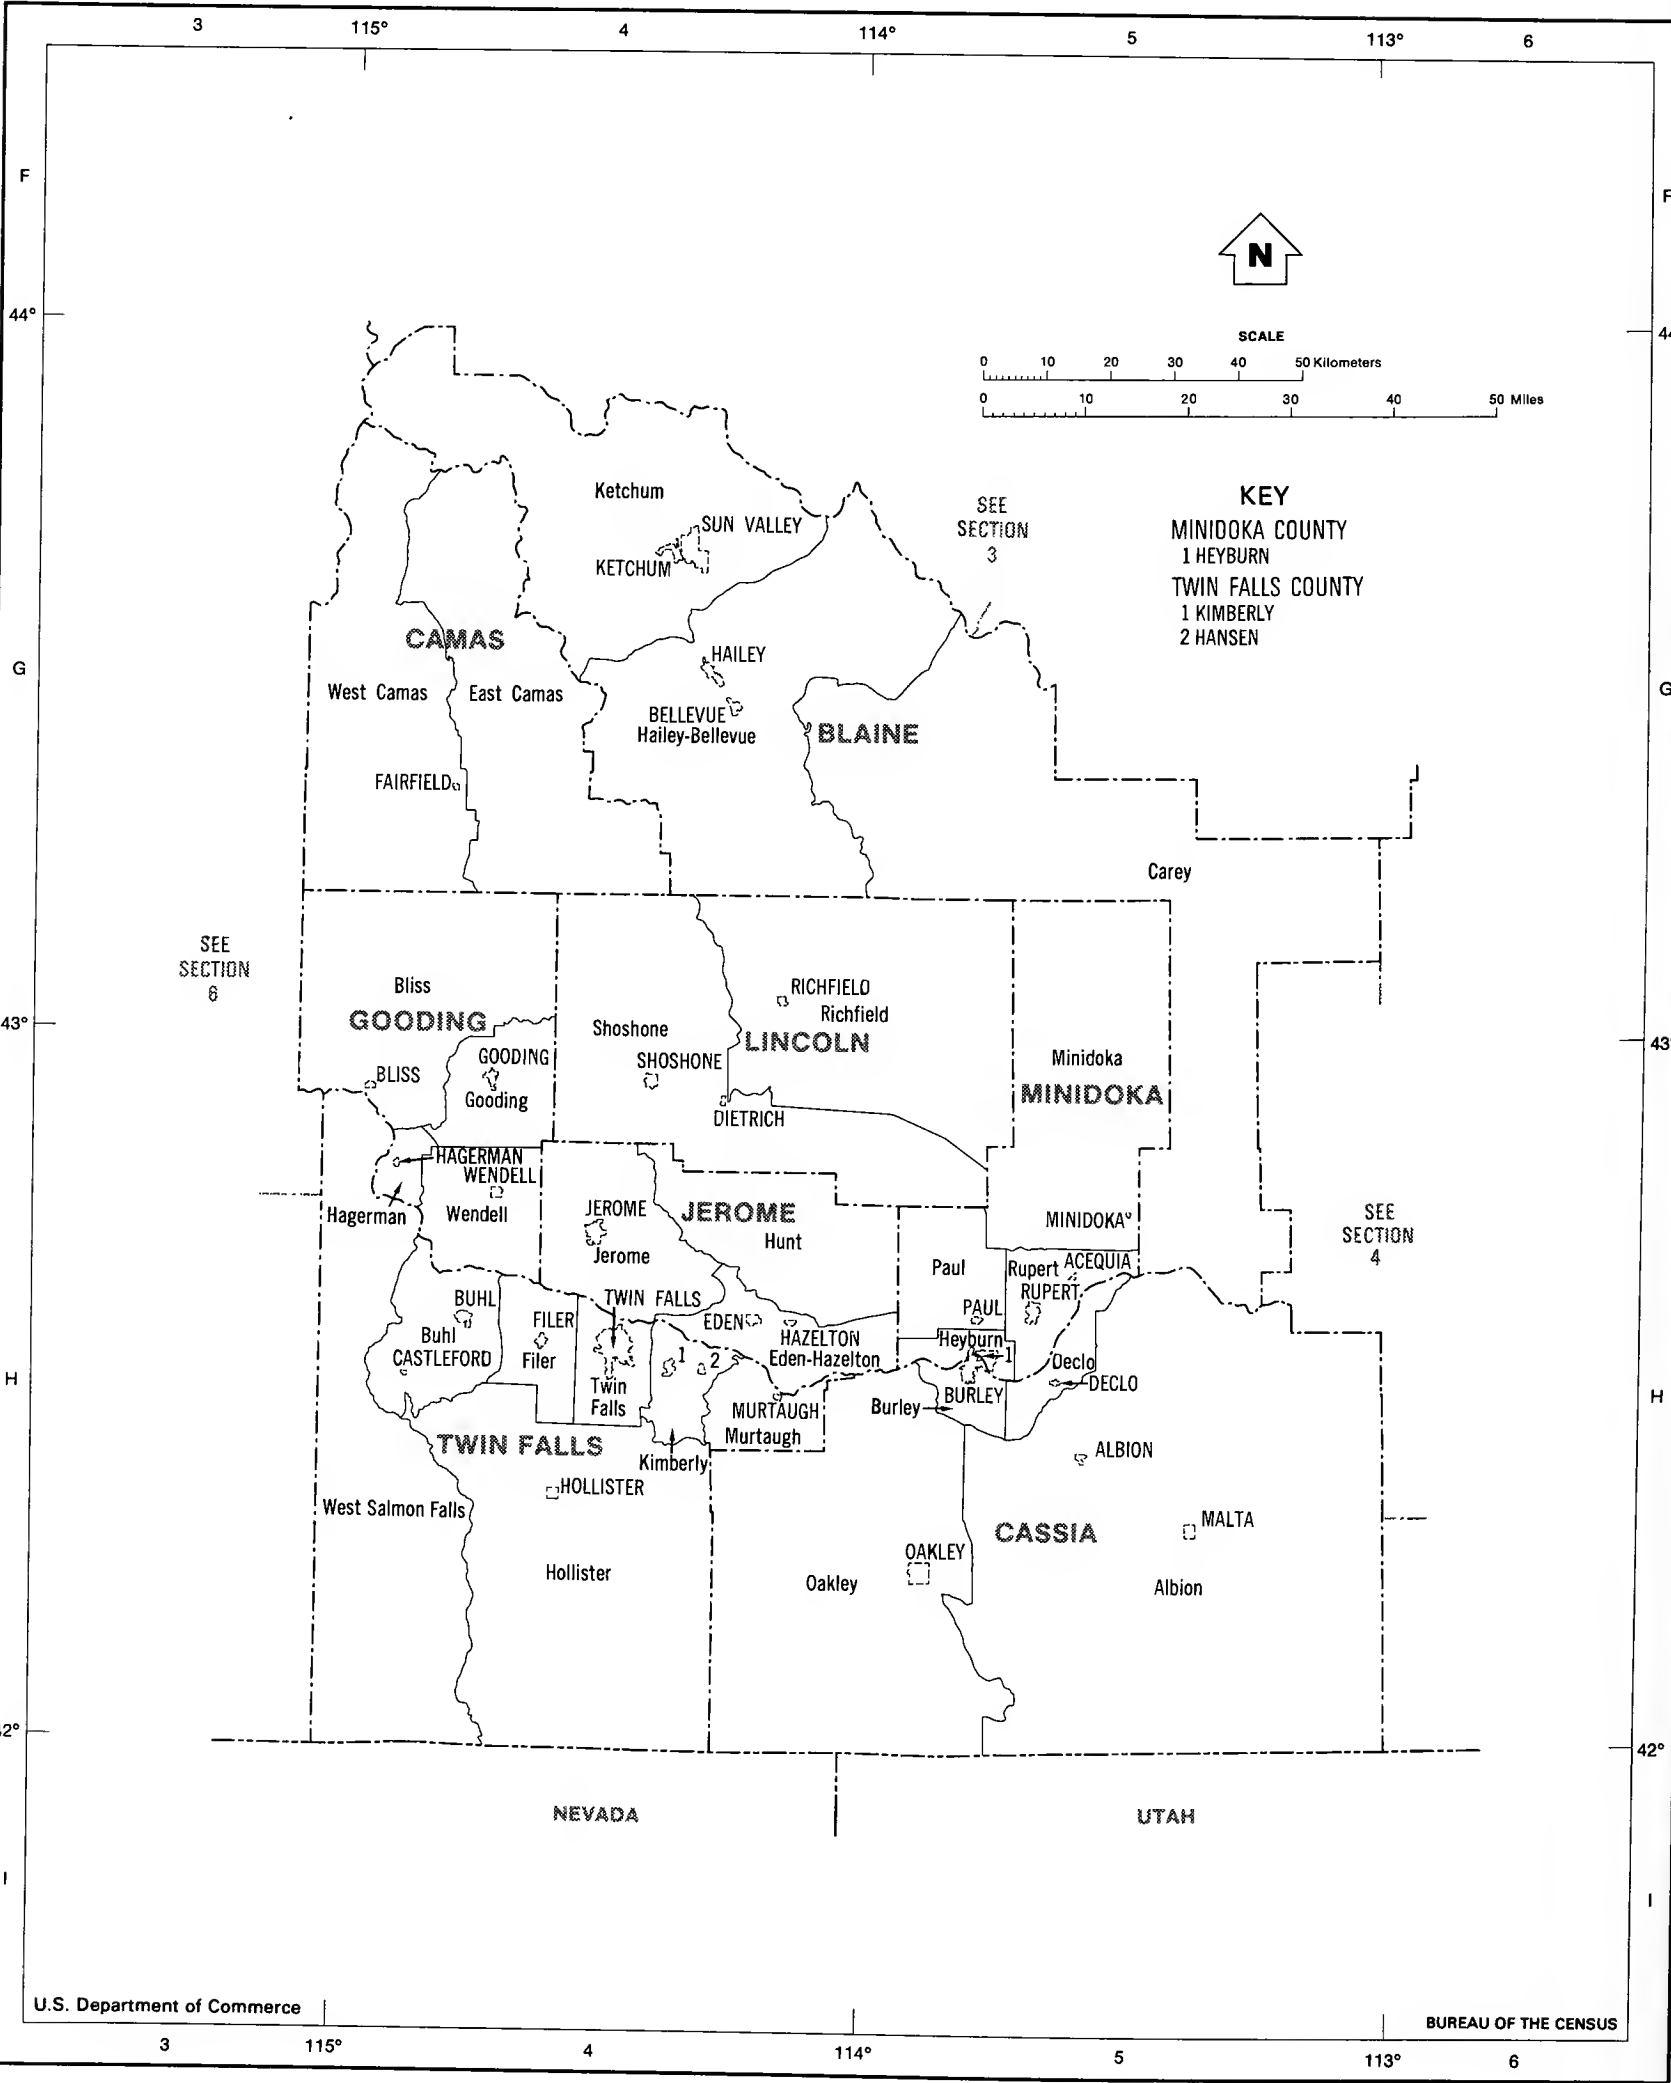 3 115° 4 114° 5 113° 6
F
F
N
44°
SCALE
0 10 20 30 40 50 Kilometers
0 10 20 30 40 50 Miles
Ketchum
SUN VALLEY
KETCHUM
SEE
SECTION
3
KEY
MINIDOKA COUNTY
1 HEYBURN
TWIN FALLS COUNTY
1 KIMBERLY
2 HANSEN
G
G
CAMAS
HAILEY
West Camas East Camas
BELLEVUE
Hailey-Bellevue
BLAINE
FAIRFIELD
Carey
SEE
SECTION
6
Bliss
GOODING
RICHFIELD
Richfield
Shoshone
LINCOLN
43°
43°
GOODING
SHOSHONE
Minidoka
BLISS
Gooding
MINIDOKA
DIETRICH
HAGERMAN
WENDELL
Hagerman
Wendell
JEROME
JEROME
Hunt
Jerome
MINIDOKA
SEE
SECTION
4
Paul
Rupert
ACEQUIA
RUPERT
BUHL
FILER
TWIN FALLS
EDEN
PAUL
Buhl
HAZELTON
Heyburn
CASTLEFORD
Filer
1
2
Eden-Hazelton
1
Declo
H
H
Twin
Falls
MURTAUGH
Murtaugh
Burley
BURLEY
DECLO
TWIN FALLS
Kimberly
ALBION
HOLLISTER
West Salmon Falls
CASSIA
MALTA
OAKLEY
Hollister
Oakley
Albion
2°
42°
NEVADA
UTAH
I
I
U.S. Department of Commerce
BUREAU OF THE CENSUS
3 115° 4 114° 5 113° 6